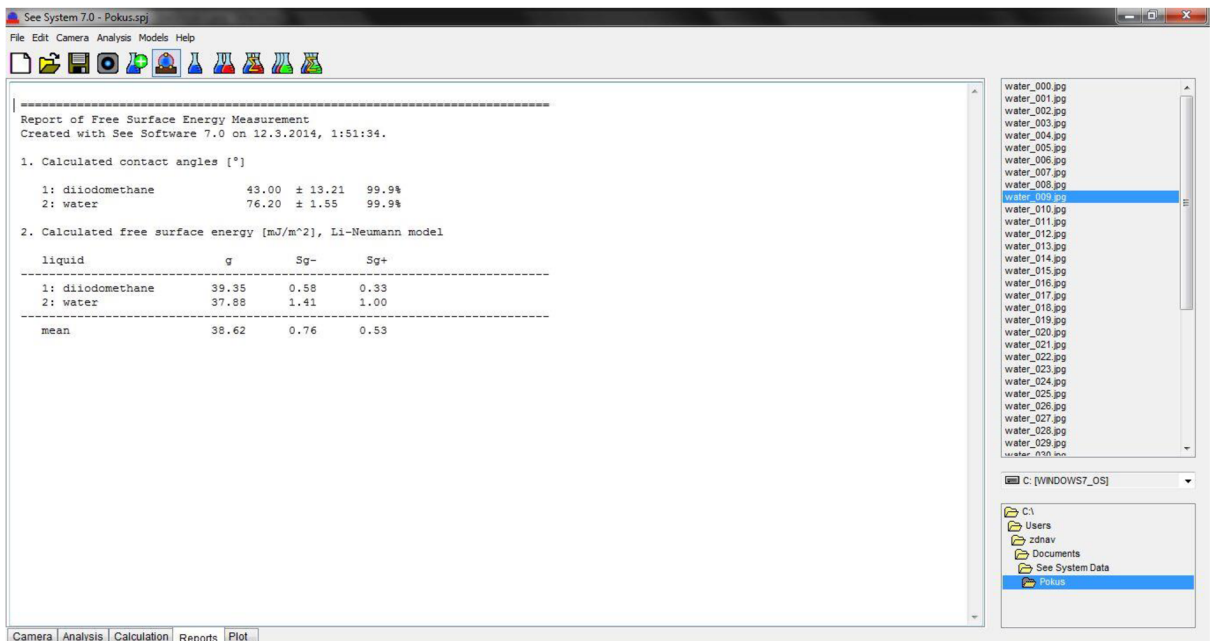 See System 7.0 - Pokus.spj
File Edit Camera Analysis Models Help
================================================================================
Report of Free Surface Energy Measurement
Created with See Software 7.0 on 12.3.2014, 1:51:34.
1. Calculated contact angles [°]
1: diiodomethane 43.00 ± 13.21 99.9%
2: water 76.20 ± 1.55 99.9%
2. Calculated free surface energy [mJ/m^2], Li-Neumann model
liquid g Sg- Sg+
--------------------------------------------------------------------------------
1: diiodomethane 39.35 0.58 0.33
2: water 37.88 1.41 1.00
--------------------------------------------------------------------------------
mean 38.62 0.76 0.53
water_000.jpg
water_001.jpg
water_002.jpg
water_003.jpg
water_004.jpg
water_005.jpg
water_006.jpg
water_007.jpg
water_008.jpg
water_009.jpg
water_010.jpg
water_011.jpg
water_012.jpg
water_013.jpg
water_014.jpg
water_015.jpg
water_016.jpg
water_017.jpg
water_018.jpg
water_019.jpg
water_020.jpg
water_021.jpg
water_022.jpg
water_023.jpg
water_024.jpg
water_025.jpg
water_026.jpg
water_027.jpg
water_028.jpg
water_029.jpg
water_030.jpg
C: [WINDOWS7_OS]
C:\
Users
zdnav
Documents
See System Data
Pokus
Camera Analysis Calculation Reports Plot